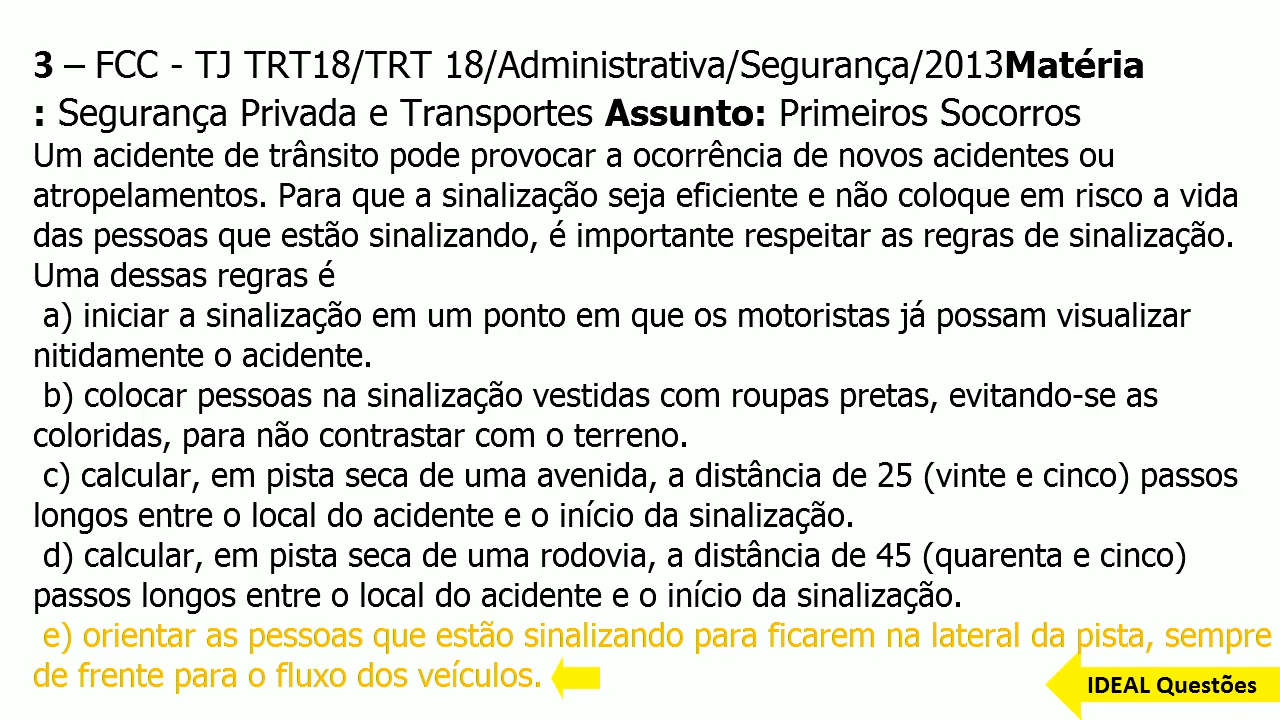 3 – FCC - TJ TRT18/TRT 18/Administrativa/Segurança/2013Matéria
: Segurança Privada e Transportes Assunto: Primeiros Socorros
Um acidente de trânsito pode provocar a ocorrência de novos acidentes ou
atropelamentos. Para que a sinalização seja eficiente e não coloque em risco a vida
das pessoas que estão sinalizando, é importante respeitar as regras de sinalização.
Uma dessas regras é
a) iniciar a sinalização em um ponto em que os motoristas já possam visualizar
nitidamente o acidente.
b) colocar pessoas na sinalização vestidas com roupas pretas, evitando-se as
coloridas, para não contrastar com o terreno.
c) calcular, em pista seca de uma avenida, a distância de 25 (vinte e cinco) passos
longos entre o local do acidente e o início da sinalização.
d) calcular, em pista seca de uma rodovia, a distância de 45 (quarenta e cinco)
passos longos entre o local do acidente e o início da sinalização.
e) orientar as pessoas que estão sinalizando para ficarem na lateral da pista, sempre
de frente para o fluxo dos veículos.
IDEAL Questões